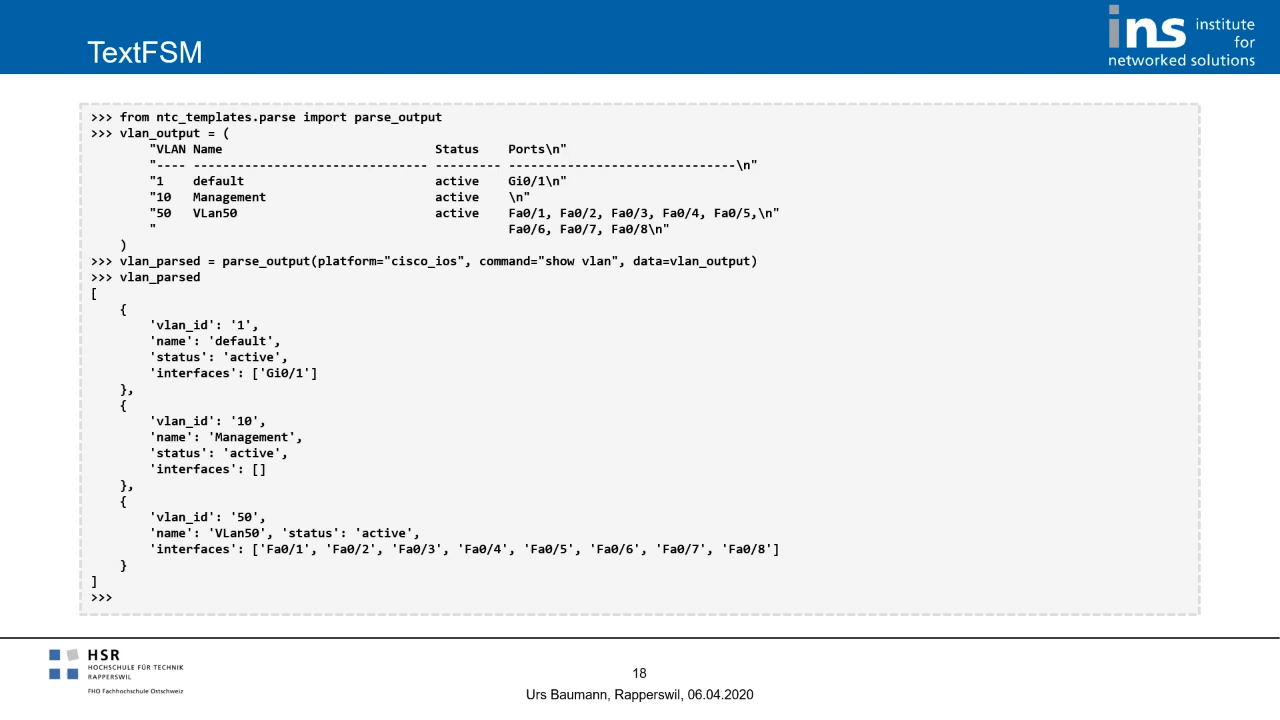 TextFSM
ins institute
for
networked solutions
>>> from ntc_templates.parse import parse_output
>>> vlan_output = (
        "VLAN Name                             Status    Ports\n"
        "---- -------------------------------- --------- -------------------------------\n"
        "1    default                          active    Gi0/1\n"
        "10   Management                       active    \n"
        "50   VLan50                           active    Fa0/1, Fa0/2, Fa0/3, Fa0/4, Fa0/5,\n"
        "                                                Fa0/6, Fa0/7, Fa0/8\n"
    )
>>> vlan_parsed = parse_output(platform="cisco_ios", command="show vlan", data=vlan_output)
>>> vlan_parsed
[
    {
        'vlan_id': '1',
        'name': 'default',
        'status': 'active',
        'interfaces': ['Gi0/1']
    },
    {
        'vlan_id': '10',
        'name': 'Management',
        'status': 'active',
        'interfaces': []
    },
    {
        'vlan_id': '50',
        'name': 'VLan50', 'status': 'active',
        'interfaces': ['Fa0/1', 'Fa0/2', 'Fa0/3', 'Fa0/4', 'Fa0/5', 'Fa0/6', 'Fa0/7', 'Fa0/8']
    }
]
>>>
HSR
HOCHSCHULE FÜR TECHNIK
RAPPERSWIL
FHO Fachhochschule Ostschweiz
18
Urs Baumann, Rapperswil, 06.04.2020